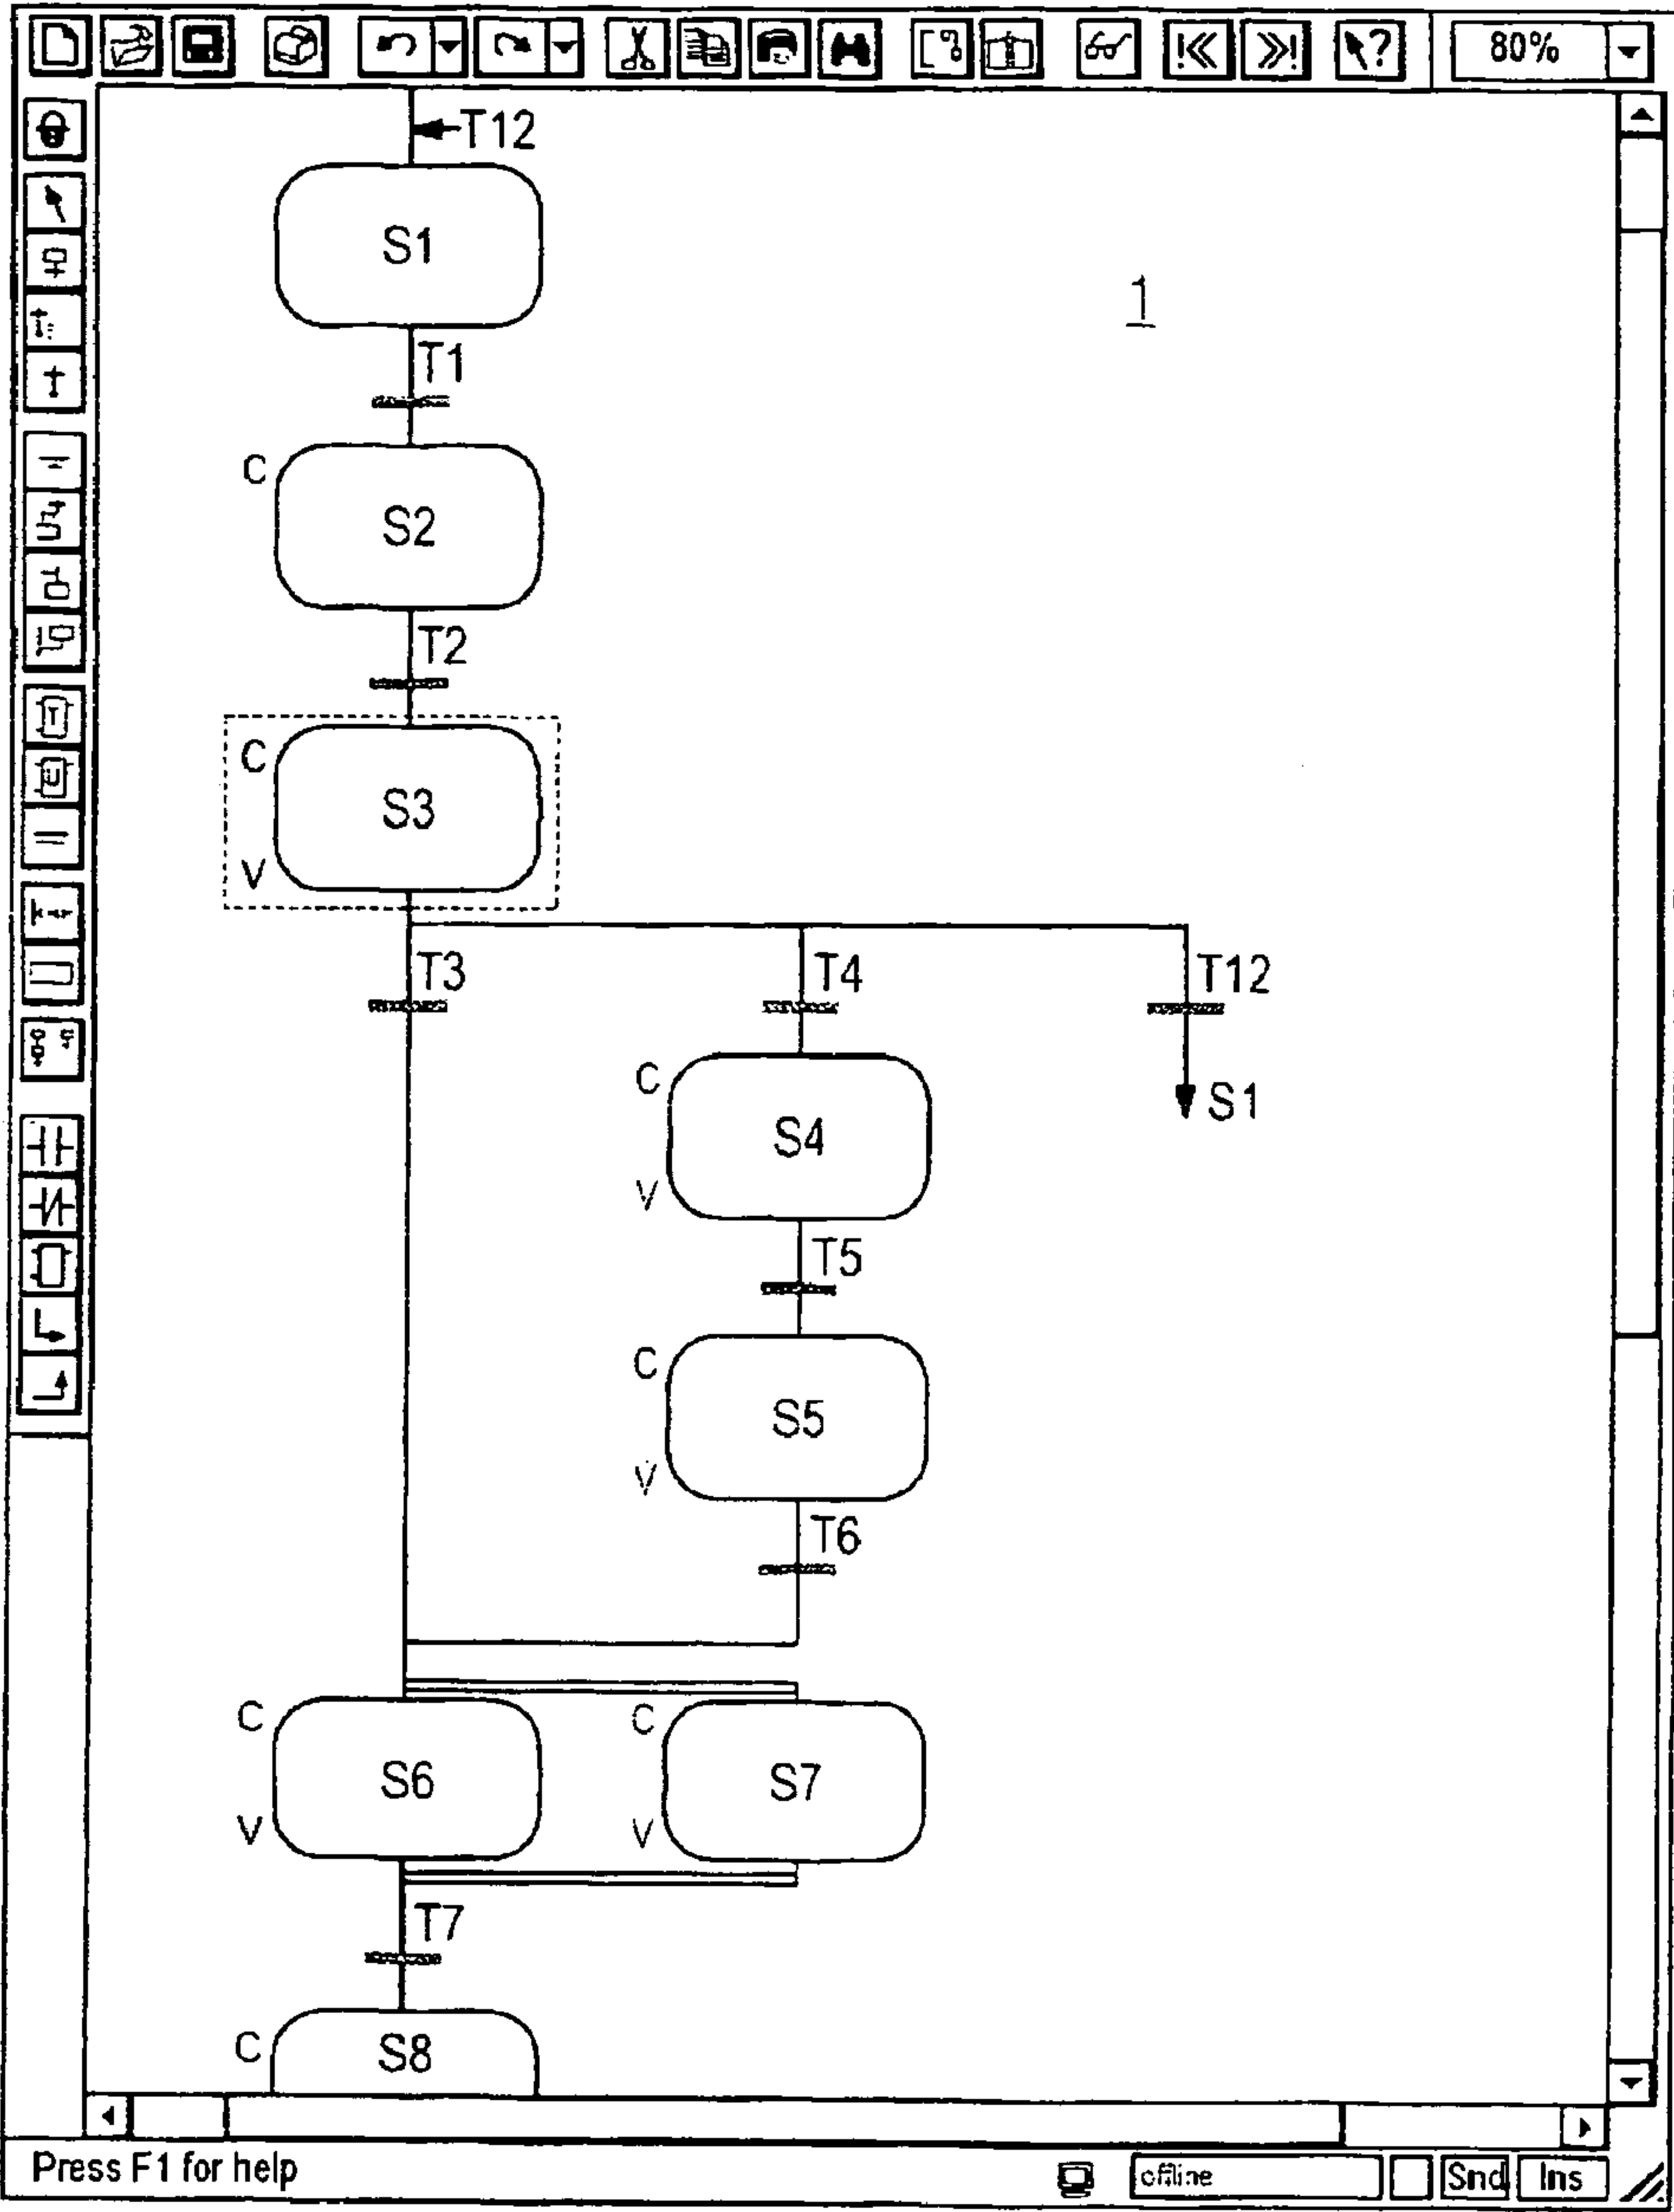 80%
T12
S1
1
T1
C
S2
T2
C
S3
V
T3 T4 T12
C
S4
S1
V
T5
C
S5
V
T6
C C
S6 S7
V V
T7
C S8
Press F1 for help offline Snd Ins